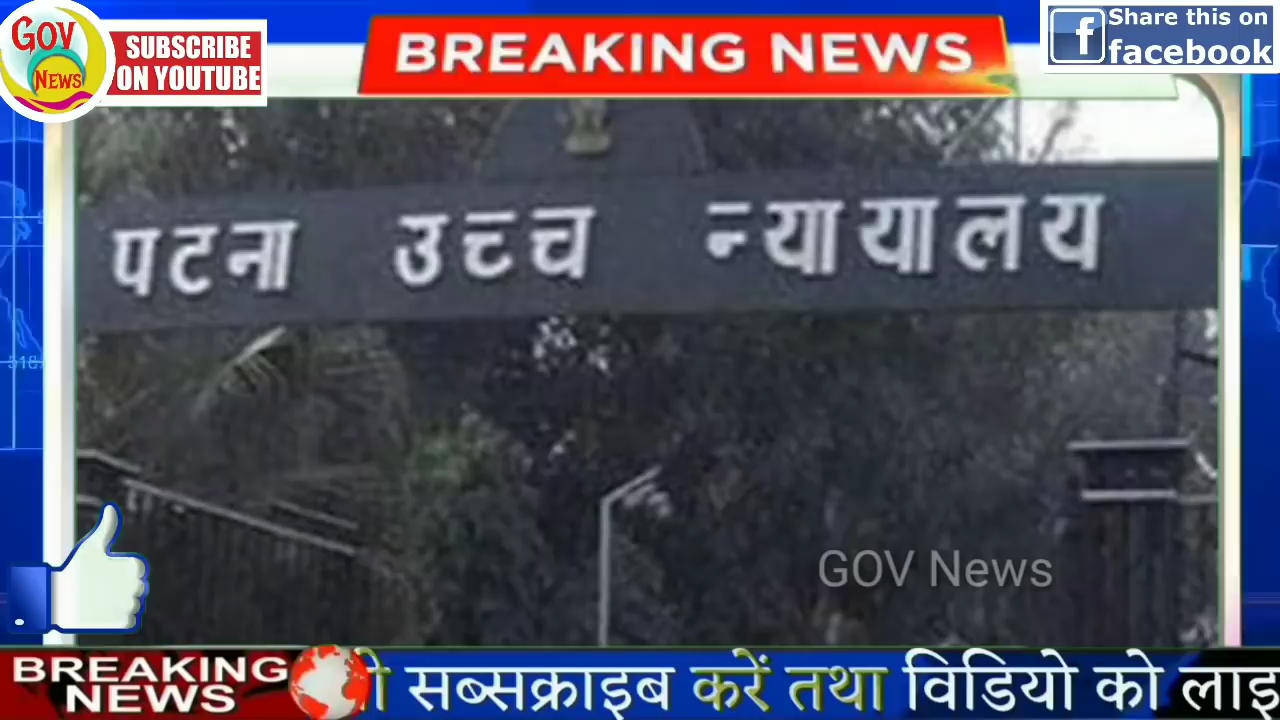 GOV
NEWS
SUBSCRIBE
ON YOUTUBE
BREAKING NEWS
Share this on
facebook
पटना उच्च न्यायालय
GOV News
BREAKING
NEWS
सब्सक्राइब करें तथा विडियो को लाइ